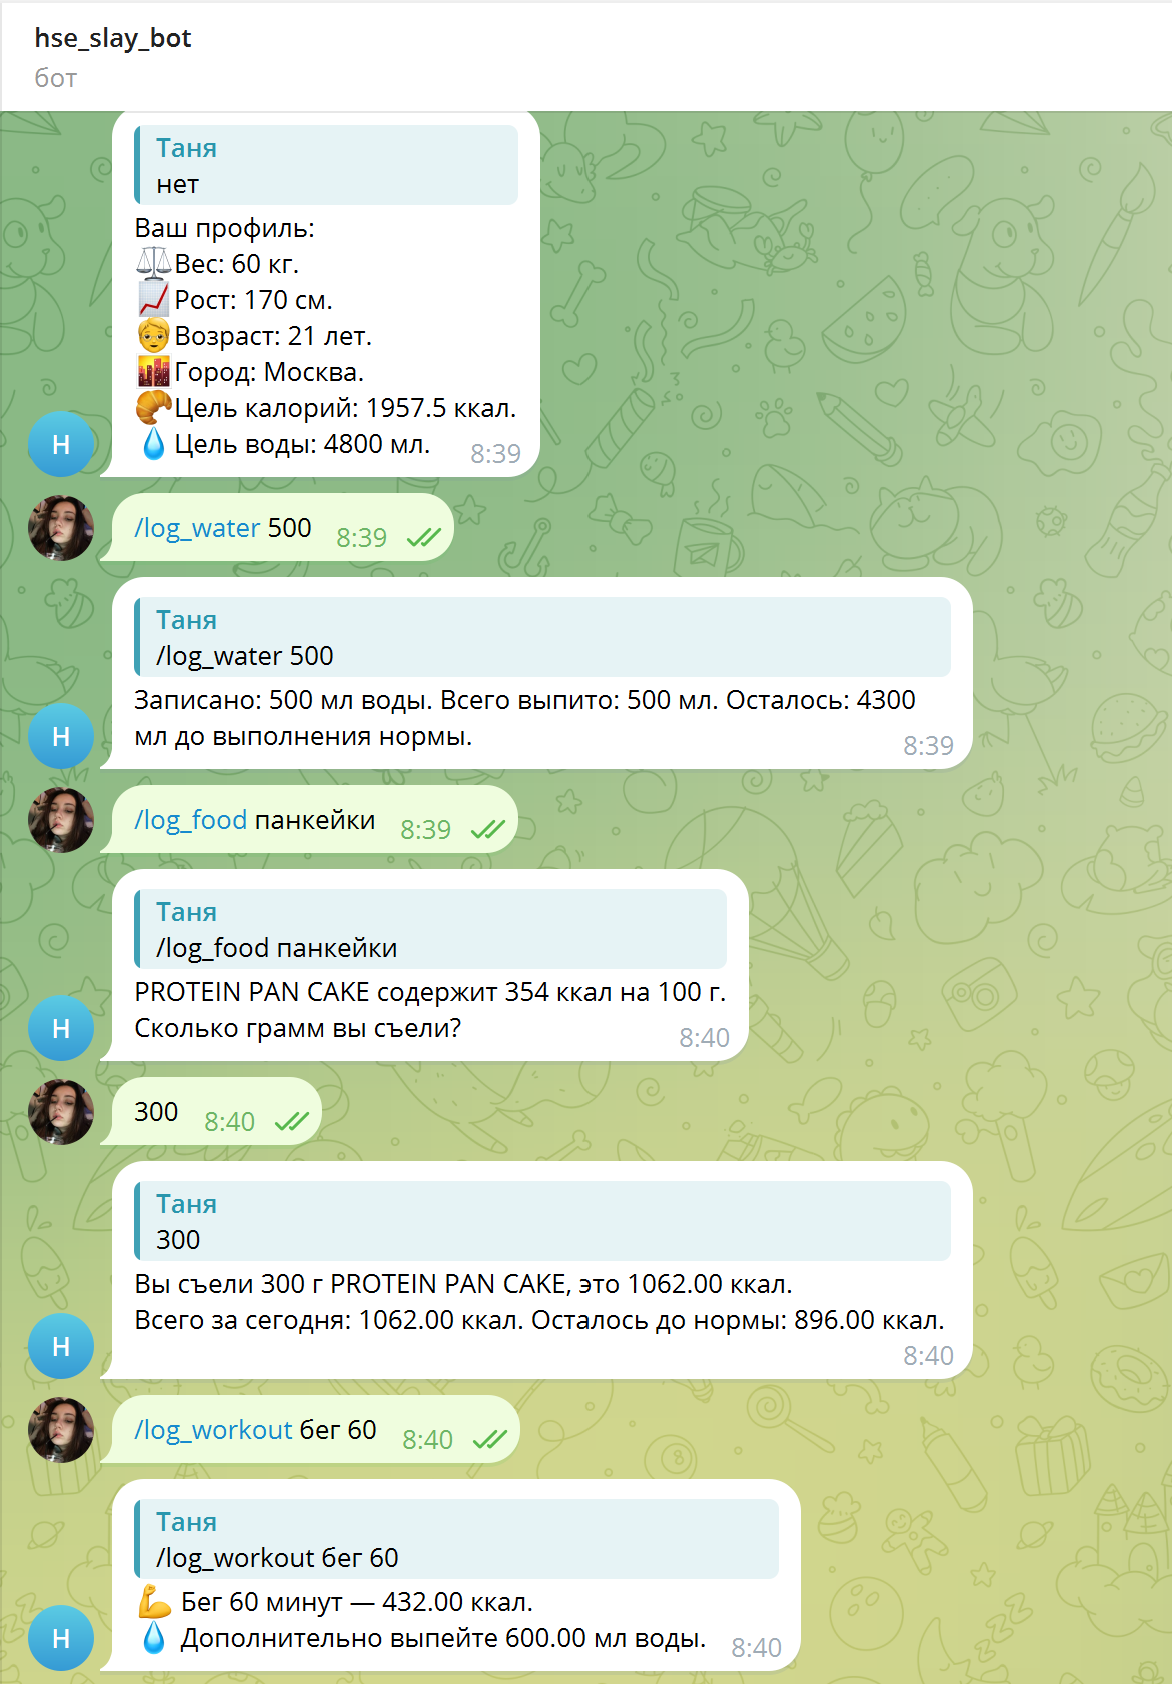 hse_slay_bot
бот
Таня
нет
Ваш профиль:
⚖️Вес: 60 кг.
📈Рост: 170 см.
🧓Возраст: 21 лет.
🌇Город: Москва.
🥐Цель калорий: 1957.5 ккал.
💧Цель воды: 4800 мл.
8:39
Н
/log_water 500
8:39
Таня
/log_water 500
Записано: 500 мл воды. Всего выпито: 500 мл. Осталось: 4300
мл до выполнения нормы.
8:39
Н
/log_food панкейки
8:39
Таня
/log_food панкейки
PROTEIN PAN CAKE содержит 354 ккал на 100 г.
Сколько грамм вы съели?
8:40
Н
300
8:40
Таня
300
Вы съели 300 г PROTEIN PAN CAKE, это 1062.00 ккал.
Всего за сегодня: 1062.00 ккал. Осталось до нормы: 896.00 ккал.
8:40
Н
/log_workout бег 60
8:40
Таня
/log_workout бег 60
💪 Бег 60 минут — 432.00 ккал.
💧 Дополнительно выпейте 600.00 мл воды.
8:40
Н